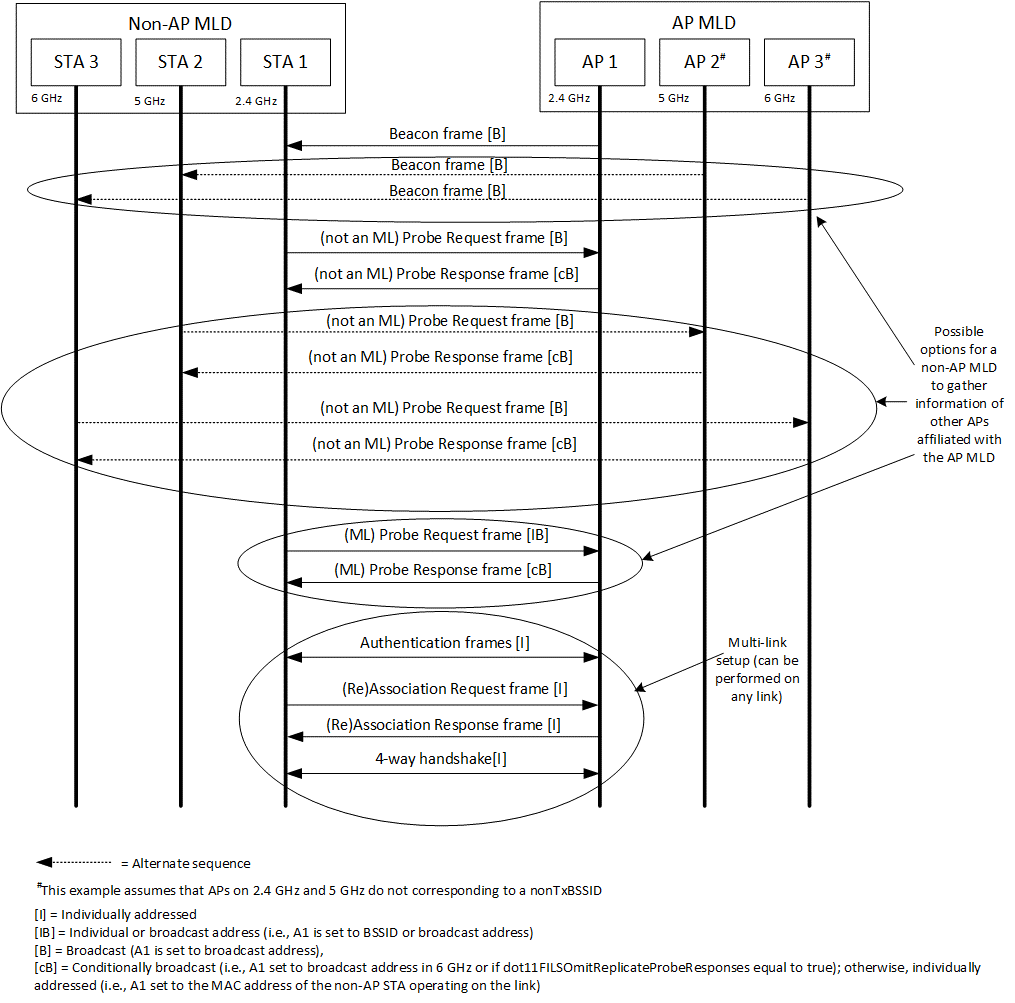 Non-AP MLD
AP MLD
STA 3
STA 2
STA 1
AP 1
AP 2#
AP 3#
6 GHz
5 GHz
2.4 GHz
2.4 GHz
5 GHz
6 GHz
Beacon frame [B]
Beacon frame [B]
Beacon frame [B]
(not an ML) Probe Request frame [B]
(not an ML) Probe Response frame [cB]
(not an ML) Probe Request frame [B]
(not an ML) Probe Response frame [cB]
(not an ML) Probe Request frame [B]
(not an ML) Probe Response frame [cB]
Possible
options for a
non-AP MLD
to gather
information of
other APs
affiliated with
the AP MLD
(ML) Probe Request frame [IB]
(ML) Probe Response frame [cB]
Authentication frames [I]
(Re)Association Request frame [I]
(Re)Association Response frame [I]
4-way handshake[I]
Multi-link
setup (can be
performed on
any link)
= Alternate sequence
#This example assumes that APs on 2.4 GHz and 5 GHz do not corresponding to a nonTxBSSID
[I] = Individually addressed
[IB] = Individual or broadcast address (i.e., A1 is set to BSSID or broadcast address)
[B] = Broadcast (A1 is set to broadcast address),
[cB] = Conditionally broadcast (i.e., A1 set to broadcast address in 6 GHz or if dot11FILSOmitReplicateProbeResponses equal to true); otherwise, individually
addressed (i.e., A1 set to the MAC address of the non-AP STA operating on the link)